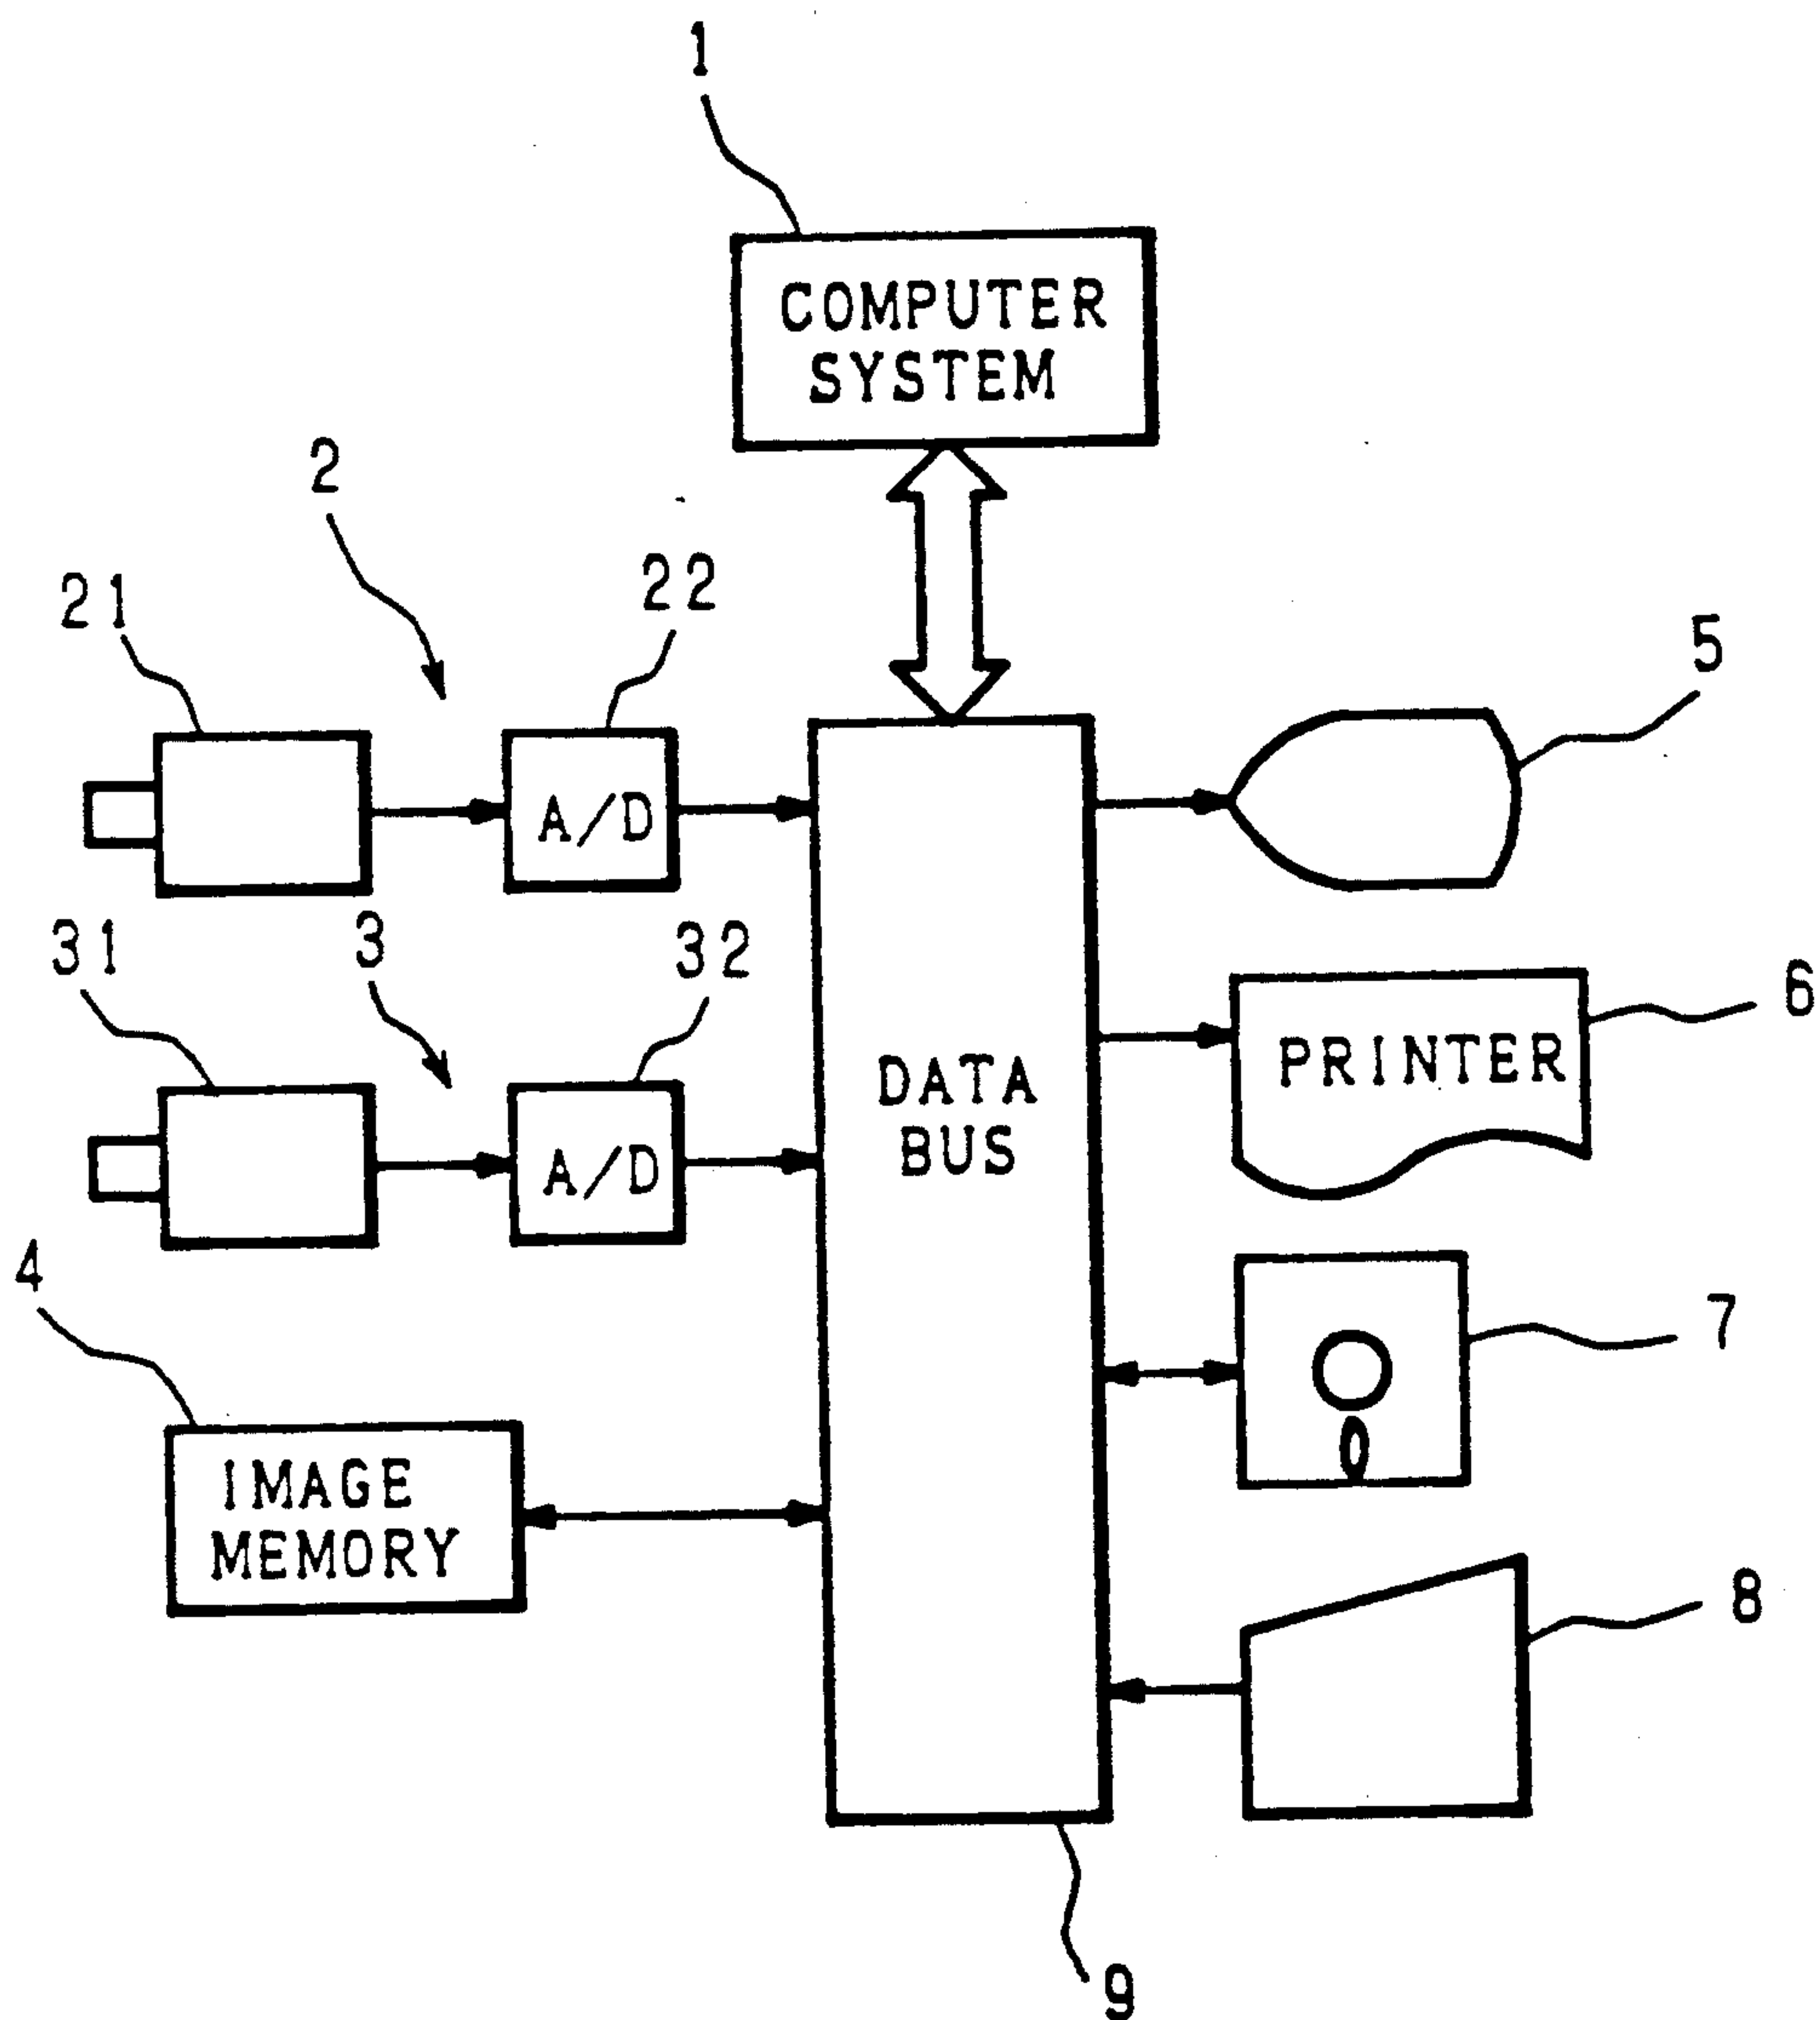 1
COMPUTER
SYSTEM
2
21
22
5
A/D
31
3
32
6
PRINTER
DATA
BUS
A/D
4
7
IMAGE
MEMORY
8
9